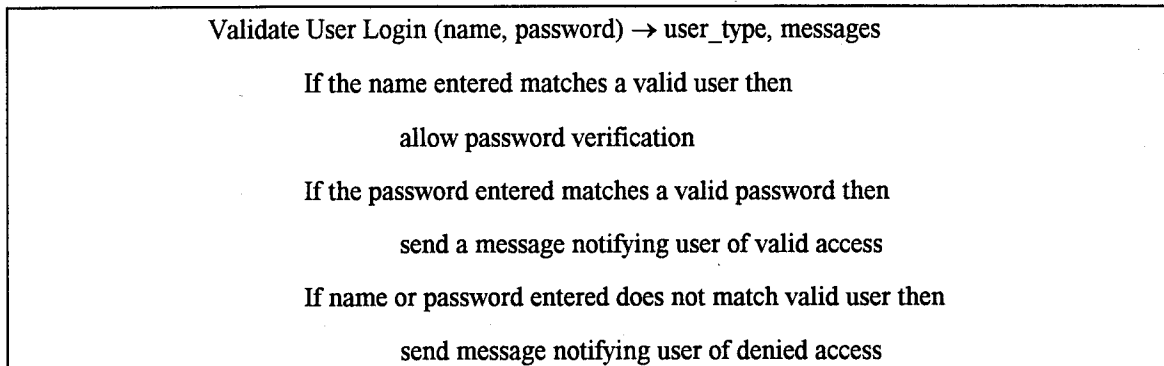 Validate User Login (name, password) → user_type, messages
If the name entered matches a valid user then
allow password verification
If the password entered matches a valid password then
send a message notifying user of valid access
If name or password entered does not match valid user then
send message notifying user of denied access